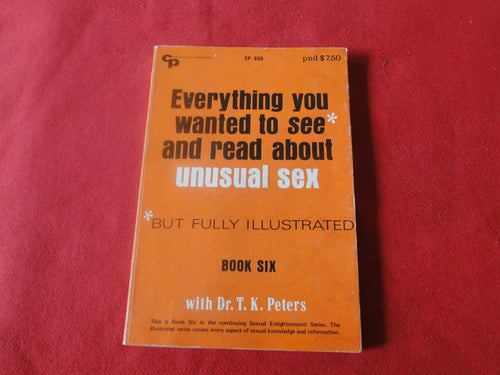 cp
CP-806
pnd $7.50
Everything you
wanted to see*
and read about
unusual sex
*BUT FULLY ILLUSTRATED
BOOK SIX
with Dr. T. K. Peters
This is Book Six in the continuing Sexual Enlightenment Series. The
illustrated series covers every aspect of sexual knowledge and information.